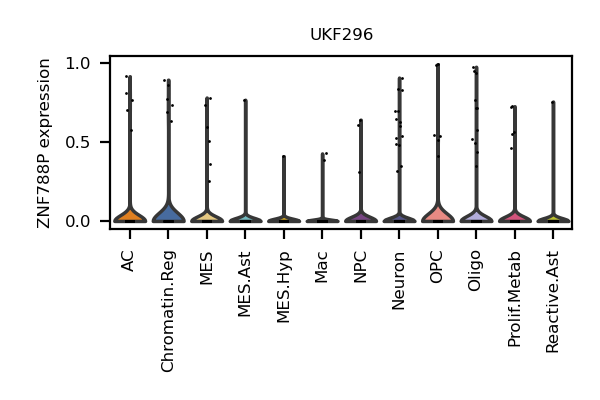 UKF296
ZNF788P expression
1.0
0.5
0.0
AC
Chromatin.Reg
MES
MES.Ast
MES.Hyp
Mac
NPC
Neuron
OPC
Oligo
Prolif.Metab
Reactive.Ast